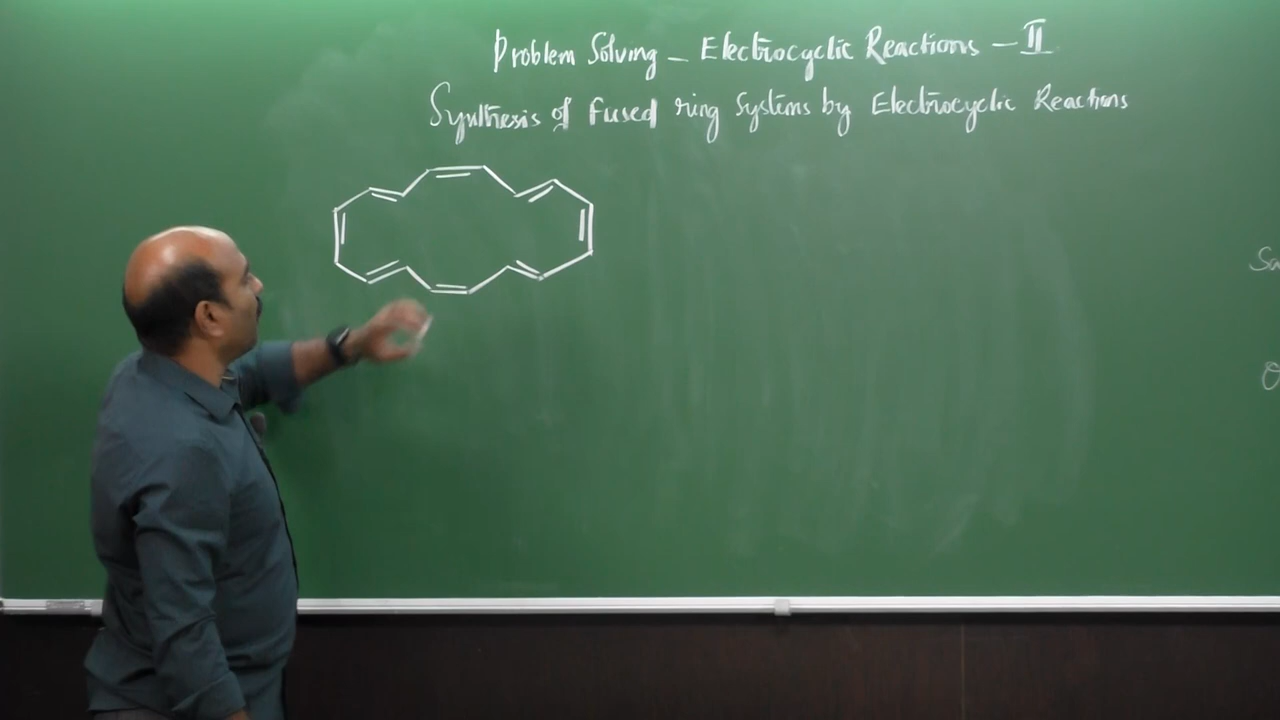 Problem Solving - Electrocyclic Reactions - II
Synthesis of Fused ring Systems by Electrocyclic Reactions